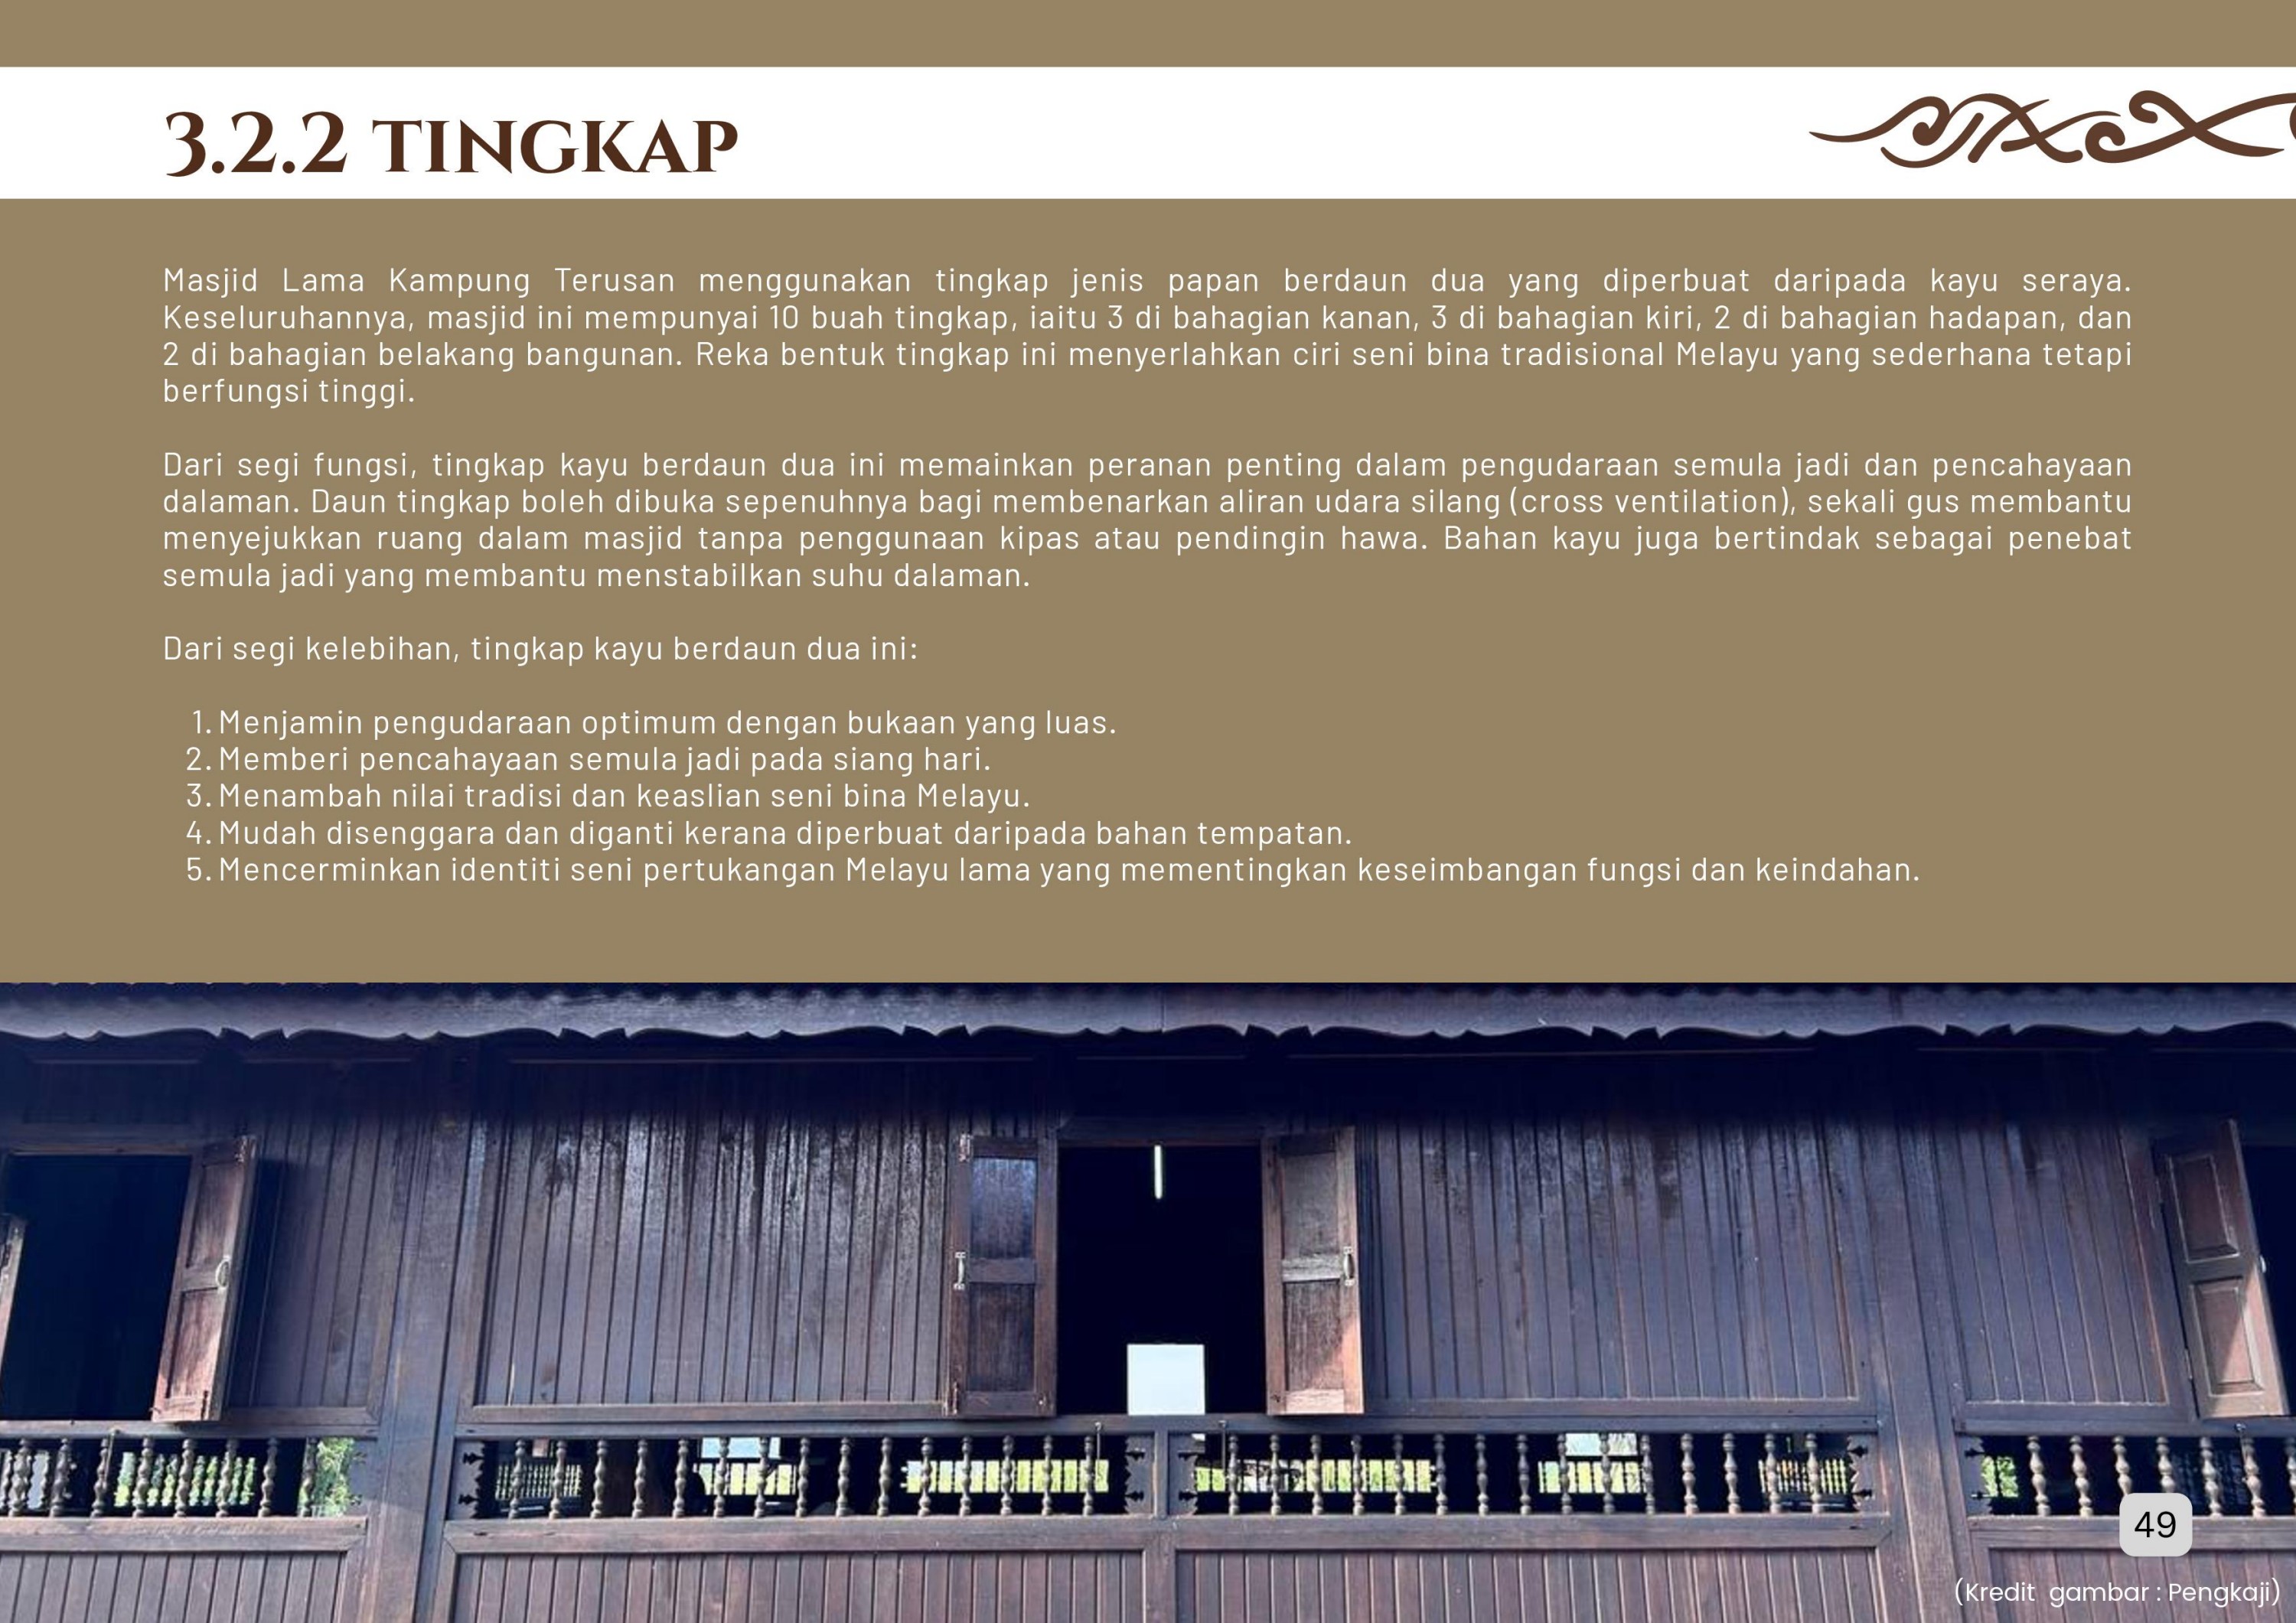 3.2.2 TINGKAP
Masjid Lama Kampung Terusan menggunakan tingkap jenis papan berdaun dua yang diperbuat daripada kayu seraya.
Keseluruhannya, masjid ini mempunyai 10 buah tingkap, iaitu 3 di bahagian kanan, 3 di bahagian kiri, 2 di bahagian hadapan, dan
2 di bahagian belakang bangunan. Reka bentuk tingkap ini menyerlahkan ciri seni bina tradisional Melayu yang sederhana tetapi
berfungsi tinggi.
Dari segi fungsi, tingkap kayu berdaun dua ini memainkan peranan penting dalam pengudaraan semula jadi dan pencahayaan
dalaman. Daun tingkap boleh dibuka sepenuhnya bagi membenarkan aliran udara silang (cross ventilation), sekali gus membantu
menyejukkan ruang dalam masjid tanpa penggunaan kipas atau pendingin hawa. Bahan kayu juga bertindak sebagai penebat
semula jadi yang membantu menstabilkan suhu dalaman.
Dari segi kelebihan, tingkap kayu berdaun dua ini:
1. Menjamin pengudaraan optimum dengan bukaan yang luas.
2. Memberi pencahayaan semula jadi pada siang hari.
3. Menambah nilai tradisi dan keaslian seni bina Melayu.
4. Mudah disenggara dan diganti kerana diperbuat daripada bahan tempatan.
5. Mencerminkan identiti seni pertukangan Melayu lama yang mementingkan keseimbangan fungsi dan keindahan.
49
(Kredit gambar : Pengkaji)